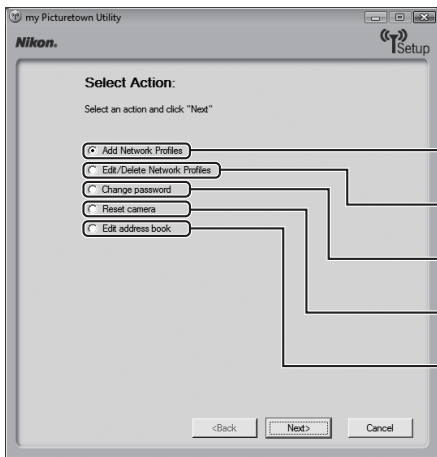 my Picturetown Utility
Nikon.
Setup
Select Action:
Select an action and click "Next"
Add Network Profiles
Edit/Delete Network Profiles
Change password
Reset camera
Edit address book
<Back Next> Cancel